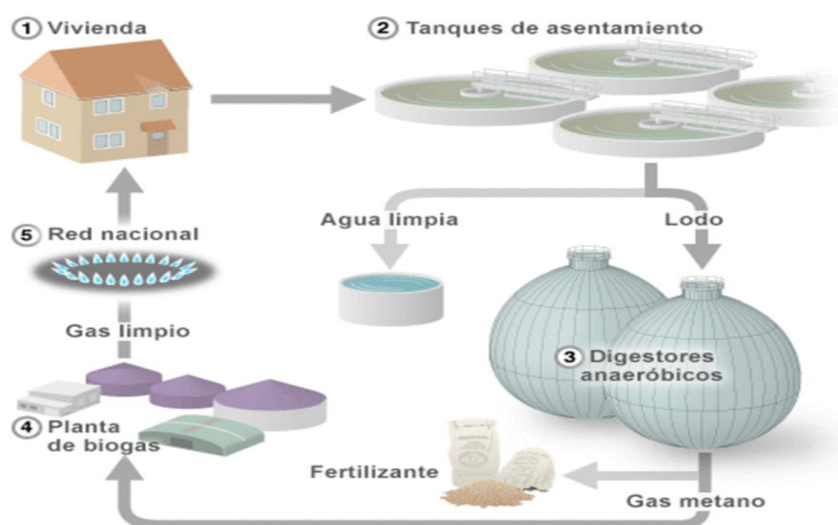 1 Vivienda
2 Tanques de asentamiento
Agua limpia
Lodo
5 Red nacional
Gas limpio
3 Digestores
anaeróbicos
4 Planta
de biogas
Fertilizante
Gas metano